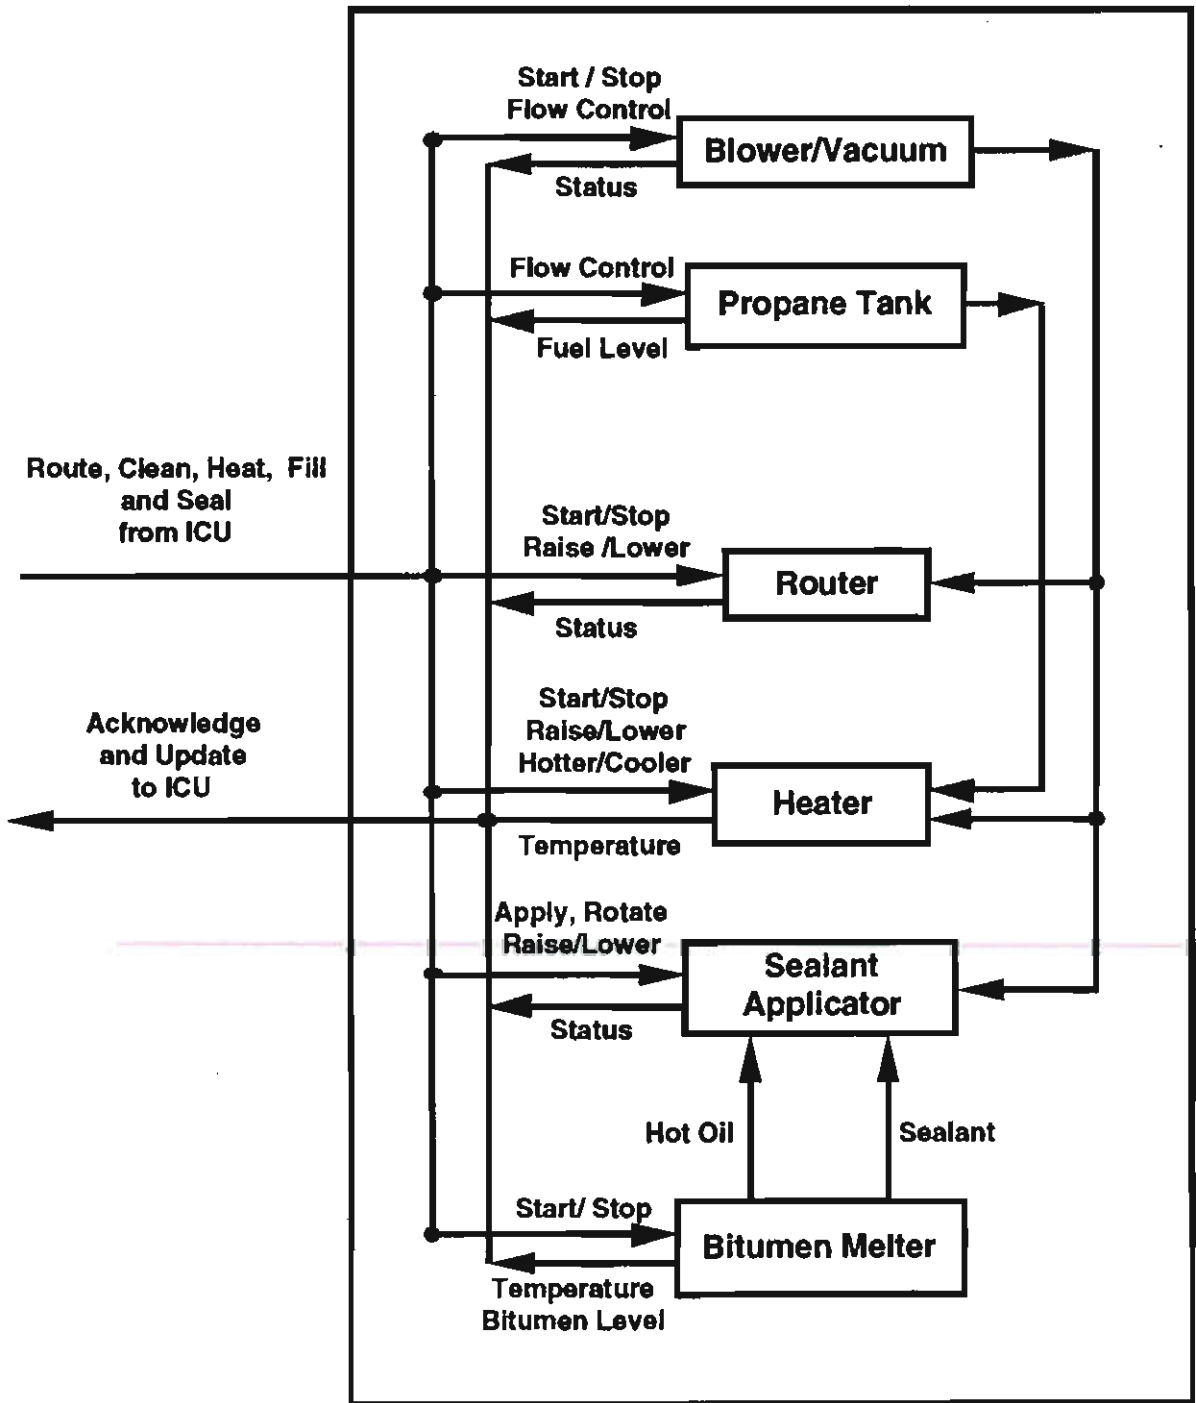 Start / Stop
Flow Control
Blower/Vacuum
Status
Flow Control
Propane Tank
Fuel Level
Route, Clean, Heat, Fill
and Seal
from ICU
Start/Stop
Raise /Lower
Router
Status
Acknowledge
and Update
to ICU
Start/Stop
Raise/Lower
Hotter/Cooler
Heater
Temperature
Apply, Rotate
Raise/Lower
Sealant
Applicator
Status
Hot Oil
Sealant
Start/ Stop
Bitumen Melter
Temperature
Bitumen Level